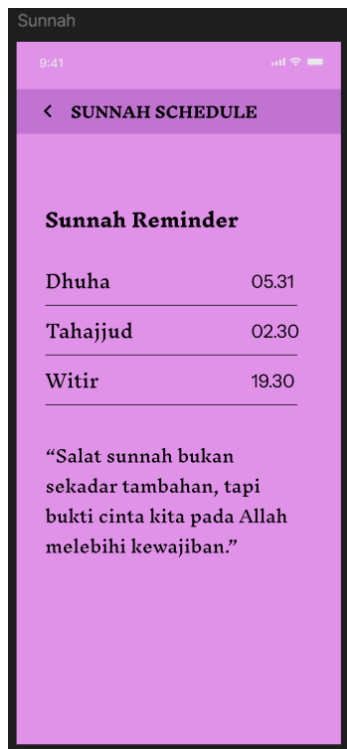 Sunnah
9:41
SUNNAH SCHEDULE
Sunnah Reminder
Dhuha 05.31
Tahajjud 02.30
Witir 19.30
“Salat sunnah bukan
sekadar tambahan, tapi
bukti cinta kita pada Allah
melebihi kewajiban.”